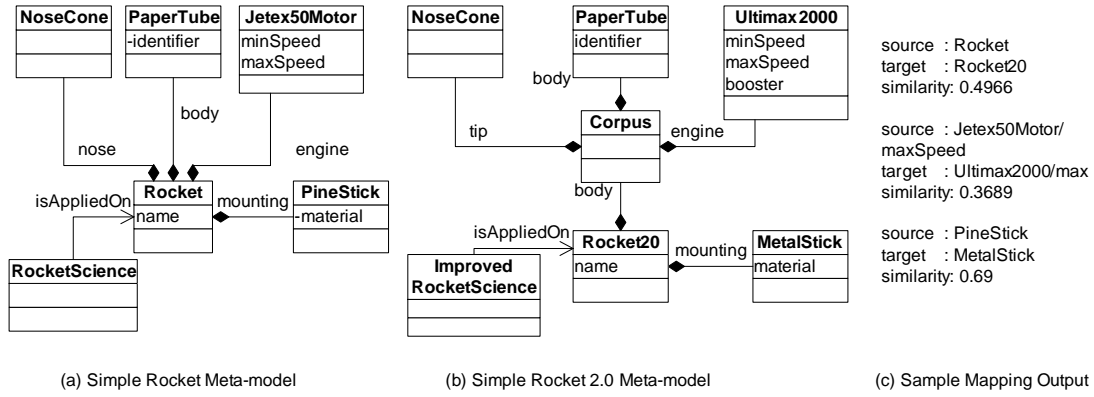 NoseCone
PaperTube
-identifier
Jetex50Motor
minSpeed
maxSpeed
body
nose
engine
isAppliedOn
Rocket
name
mounting
PineStick
-material
RocketScience
(a) Simple Rocket Meta-model
NoseCone
PaperTube
identifier
Ultimax2000
minSpeed
maxSpeed
booster
body
Corpus
tip
engine
body
isAppliedOn
Rocket20
name
mounting
MetalStick
material
Improved
RocketScience
(b) Simple Rocket 2.0 Meta-model
source : Rocket
target : Rocket20
similarity: 0.4966
source : Jetex50Motor/
maxSpeed
target : Ultimax2000/max
similarity: 0.3689
source : PineStick
target : MetalStick
similarity: 0.69
(c) Sample Mapping Output